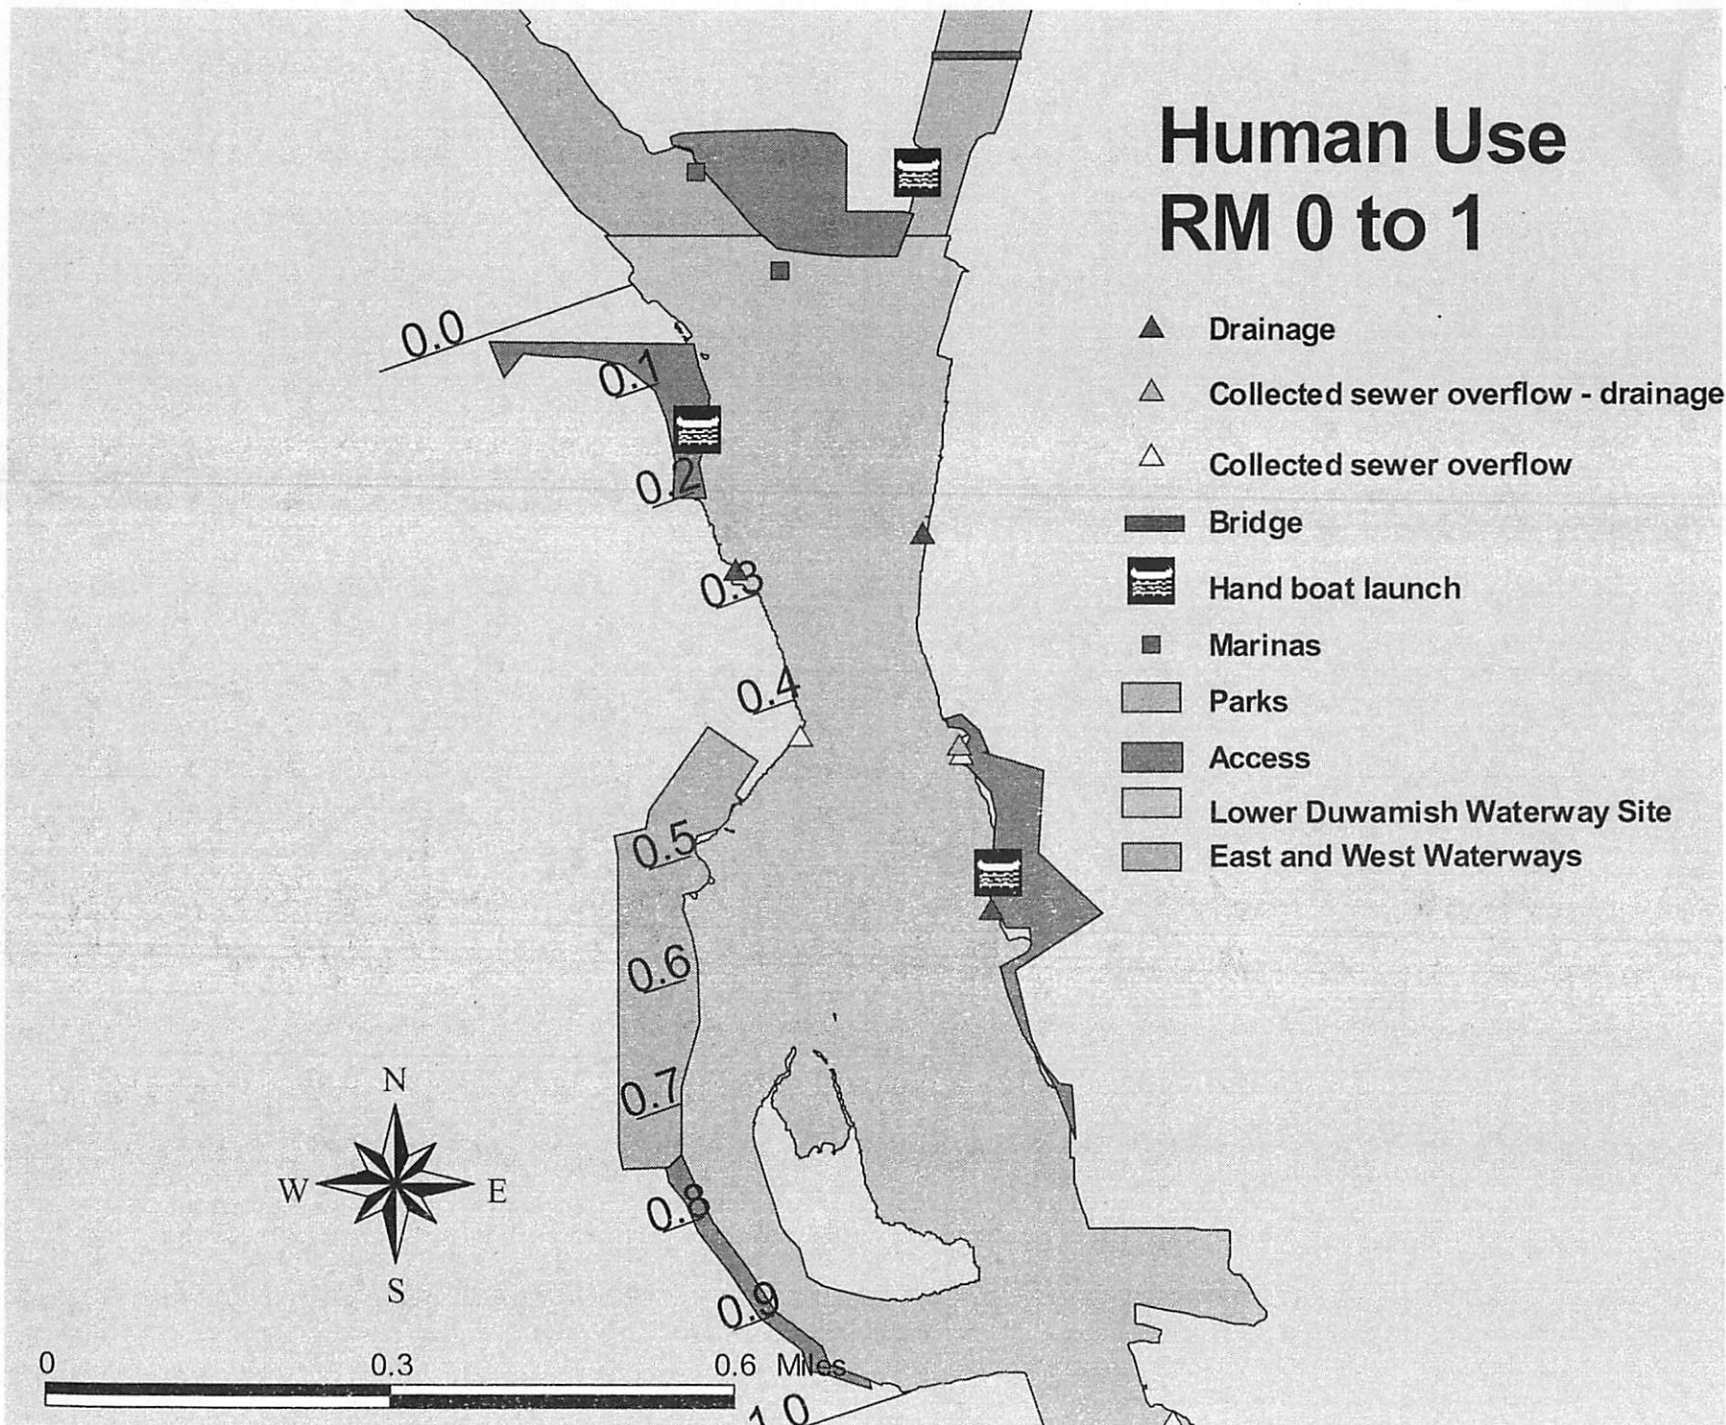 Human Use
RM 0 to 1
Drainage
Collected sewer overflow - drainage
Collected sewer overflow
Bridge
Hand boat launch
Marinas
Parks
Access
Lower Duwamish Waterway Site
East and West Waterways
0.0
0.1
0.2
0.3
0.4
0.5
0.6
0.7
0.8
0.9
1.0
N
W E
S
0 0.3 0.6 Miles